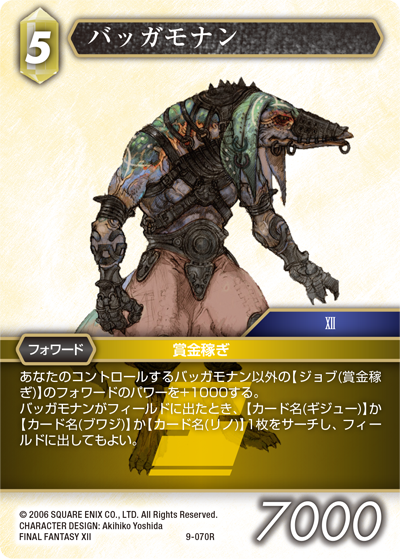 5
バッガモナン
XII
フォワード
賞金稼ぎ
あなたのコントロールするバッガモナン以外の【ジョブ(賞金稼
ぎ)】のフォワードのパワーを+1000する。
バッガモナンがフィールドに出たとき、【カード名(ギジュー)】か
【カード名(ブワジ)】か【カード名(リノ)】1枚をサーチし、フィー
ルドに出してもよい。
© 2006 SQUARE ENIX CO., LTD. All Rights Reserved.
CHARACTER DESIGN: Akihiko Yoshida
FINAL FANTASY XII
9-070R
7000